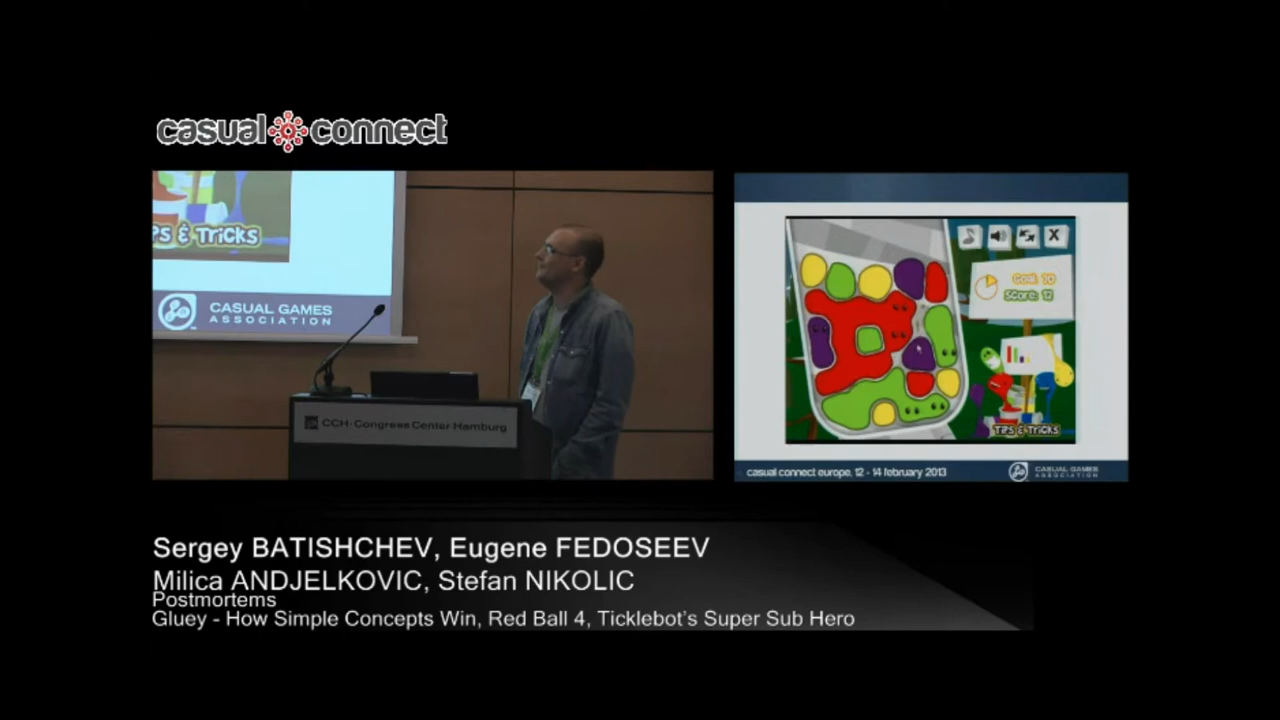 casual connect
PS & TRICKS
CASUAL GAMES
ASSOCIATION
CCH-Congress Center Hamburg
X
Goal: 10
Score: 12
TIPS & TRICKS
casual connect europe, 12 - 14 february 2013
CASUAL GAMES
ASSOCIATION
Sergey BATISHCHEV, Eugene FEDOSEEV
Milica ANDJELKOVIC, Stefan NIKOLIC
Postmortems
Gluey - How Simple Concepts Win, Red Ball 4, Ticklebot's Super Sub Hero